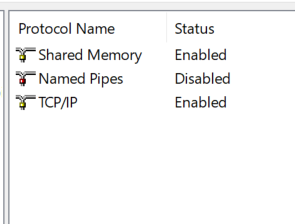 Protocol Name Status
Shared Memory Enabled
Named Pipes Disabled
TCP/IP Enabled